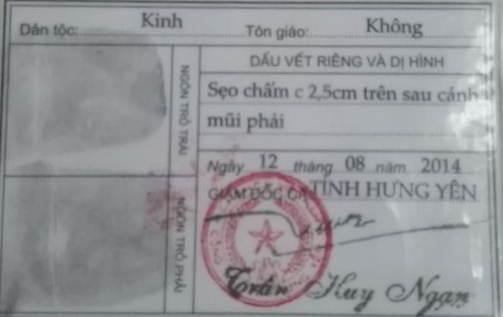 Dân tộc: Kinh Tôn giáo: Không
NGÓN TRỎ TRÁI
DẤU VẾT RIÊNG VÀ DỊ HÌNH
Sẹo chấm c 2,5cm trên sau cánh
mũi phải
Ngày 12 tháng 08 năm 2014
GIÁM ĐỐC CA TỈNH HƯNG YÊN
NGÓN TRỎ PHẢI
Trần Huy Ngạn